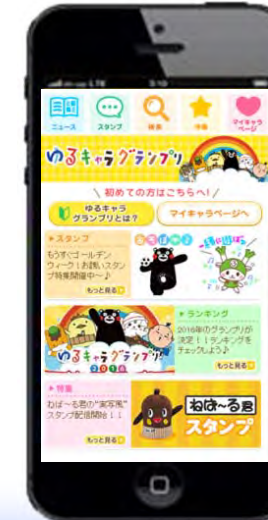 ニュース
スタンプ
検索
特集
マイキャラ
ページ
ゆるキャラグランプリ
初めての方はこちらへ!
ゆるキャラ
グランプリとは?
マイキャラページへ
スタンプ
もうすぐゴールデン
ウィーク!お誘いスタン
プ特集開催中〜♪
もっと見る
ゆるキャラグランプリ
2016
ランキング
2016年のグランプリが
決定!!ランキングを
チェックしよう♪
もっと見る
特集
ねば〜る君の"実写風"
スタンプ配信開始!!
もっと見る
ねば〜る君
スタンプ